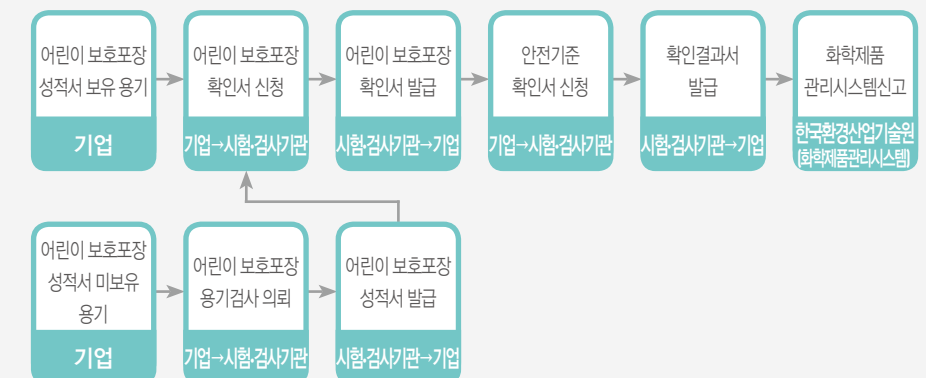 어린이 보호포장
성적서 보유 용기
기업
어린이 보호포장
확인서 신청
기업→시험·검사기관
어린이 보호포장
확인서 발급
시험·검사기관→기업
안전기준
확인서 신청
기업→시험·검사기관
확인결과서
발급
시험·검사기관→기업
화학제품
관리시스템신고
한국환경산업기술원
(화학제품관리시스템)
어린이 보호포장
성적서 미보유
용기
기업
어린이 보호포장
용기검사 의뢰
기업→시험·검사기관
어린이 보호포장
성적서 발급
시험·검사기관→기업